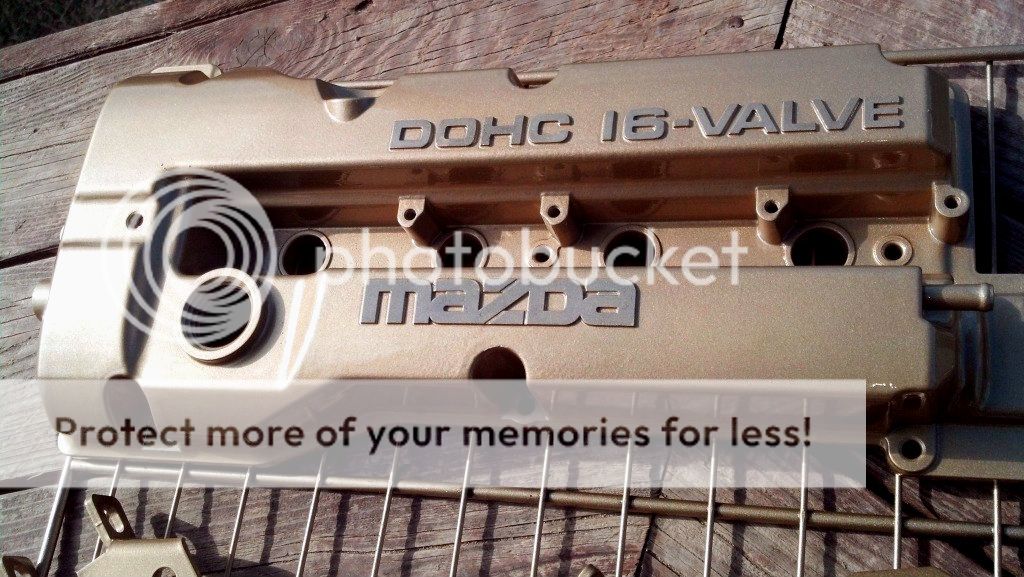 DOHC 16-VALVE
photobucket
mazda
Protect more of your memories for less!